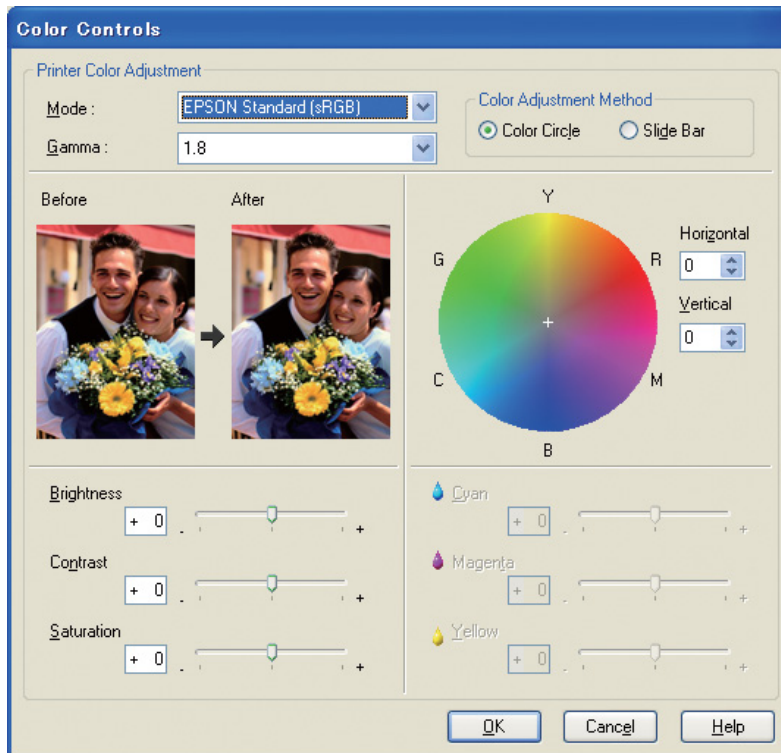 Color Controls
Printer Color Adjustment
Mode :
EPSON Standard (sRGB)
Gamma :
1.8
Color Adjustment Method
Color Circle
Slide Bar
Before
After
Y
G
R
C
M
B
Horizontal
0
Vertical
0
Brightness
+ 0
- +
Contrast
+ 0
- +
Saturation
+ 0
- +
Cyan
+ 0
- +
Magenta
+ 0
- +
Yellow
+ 0
- +
OK
Cancel
Help